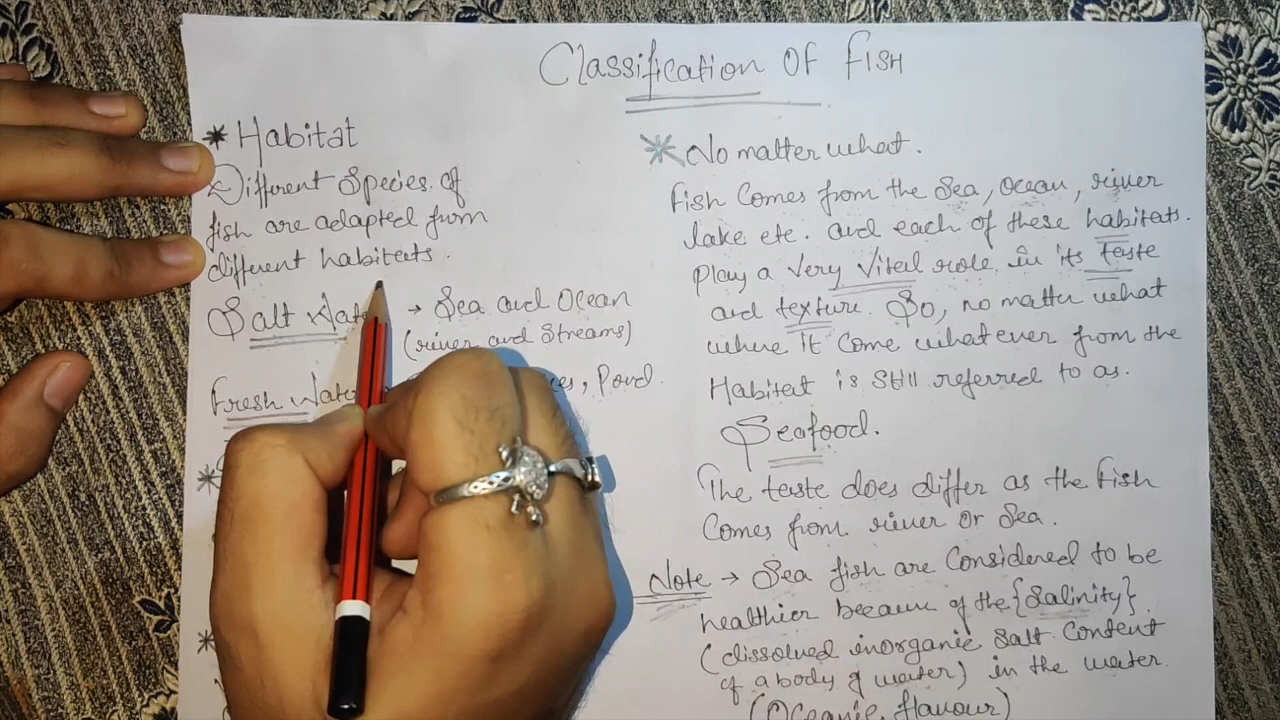 Classification OF FISH
* Habitat
Different Species of
fish are adapted from
different habitats.
Salt Water → Sea and Ocean
(river and Streams)
Fresh Water Pond.
* No matter what.
Fish Comes from the Sea, Ocean, river
lake etc. and each of these habitats.
Play a very vital role in its taste
and texture. So, no matter what
where it come whatever from the
Habitat is Still referred to as.
Seafood.
The taste does differ as the Fish
Comes from river or Sea.
Note → Sea fish are Considered to be
healthier because of the {Salinity}.
(dissolved inorganic Salt Content
of a body of water) in the water.
(Oceanic flavour)